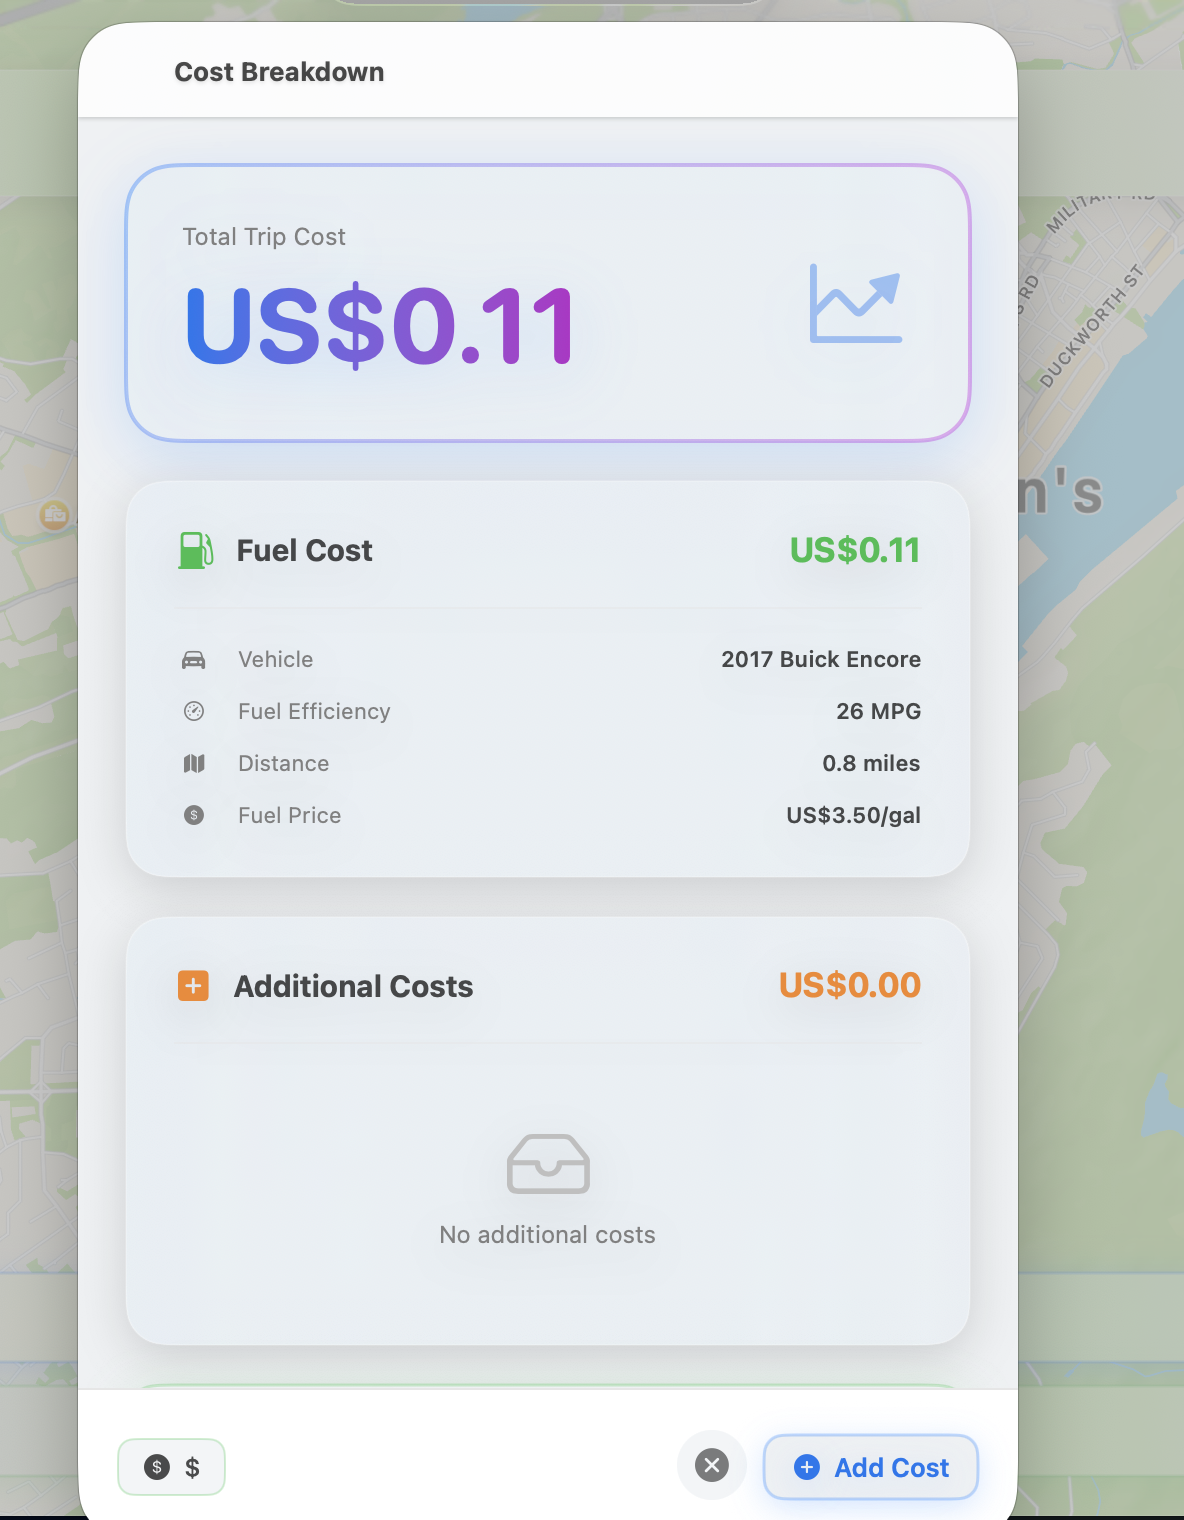 Cost Breakdown
Total Trip Cost
US$0.11
Fuel Cost US$0.11
Vehicle 2017 Buick Encore
Fuel Efficiency 26 MPG
Distance 0.8 miles
Fuel Price US$3.50/gal
Additional Costs US$0.00
No additional costs
$ Add Cost
MILITARY RD
RD
DUCKWORTH ST
n's